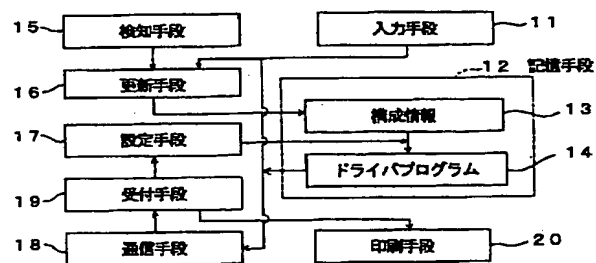 15 検知手段 入力手段 11
12 記憶手段
16 更新手段
構成情報 13
17 設定手段
ドライバプログラム 14
19 受付手段
18 通信手段 印刷手段 20